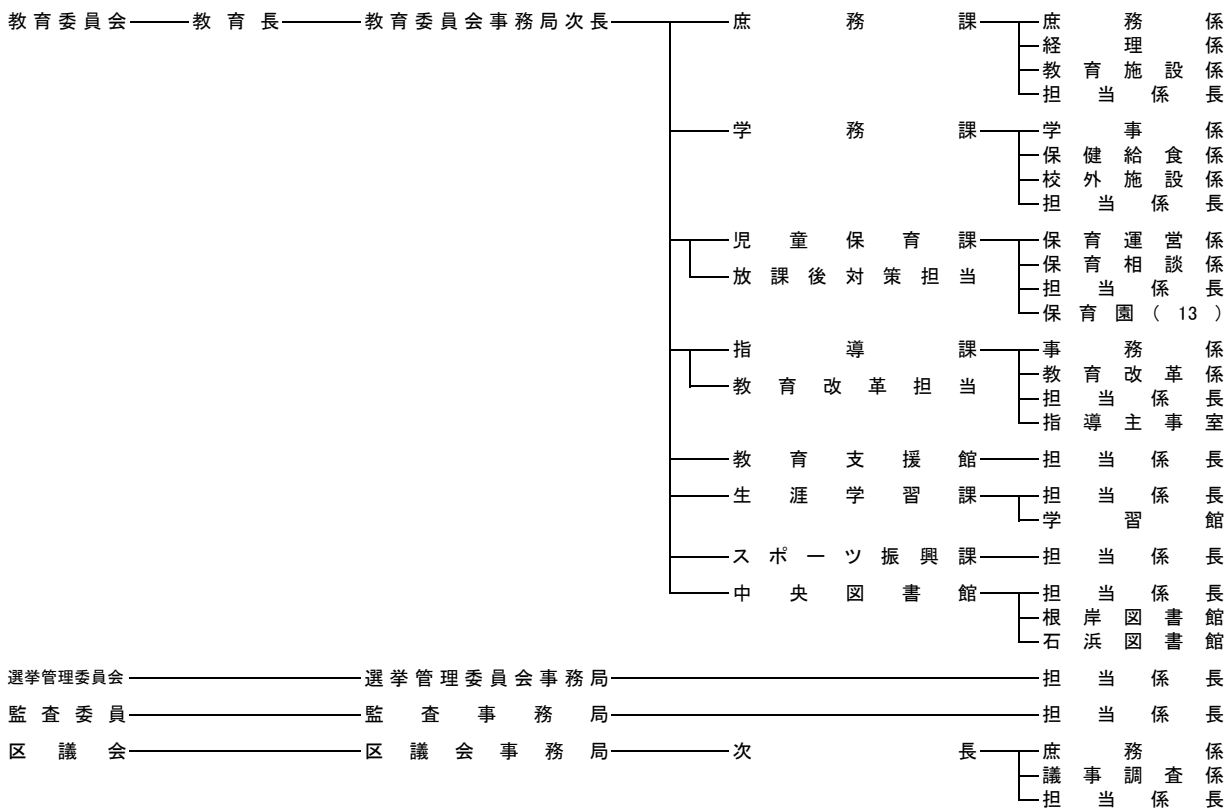 教育委員会 教育長 教育委員会事務局次長 庶務課 庶務係
経理係
教育施設係
担当係長
学務課 学事係
保健給食係
校外施設係
担当係長
児童保育課 保育運営係
保育相談係
放課後対策担当
担当係長
保育園(13)
指導課 事務係
教育改革係
教育改革担当
担当係長
指導主事室
教育支援館 担当係長
生涯学習課 担当係長
学習館
スポーツ振興課 担当係長
中央図書館 担当係長
根岸図書館
石浜図書館
選挙管理委員会 選挙管理委員会事務局 担当係長
監査委員 監査事務局 担当係長
区議会 区議会事務局 次長 庶務係
議事調査係
担当係長